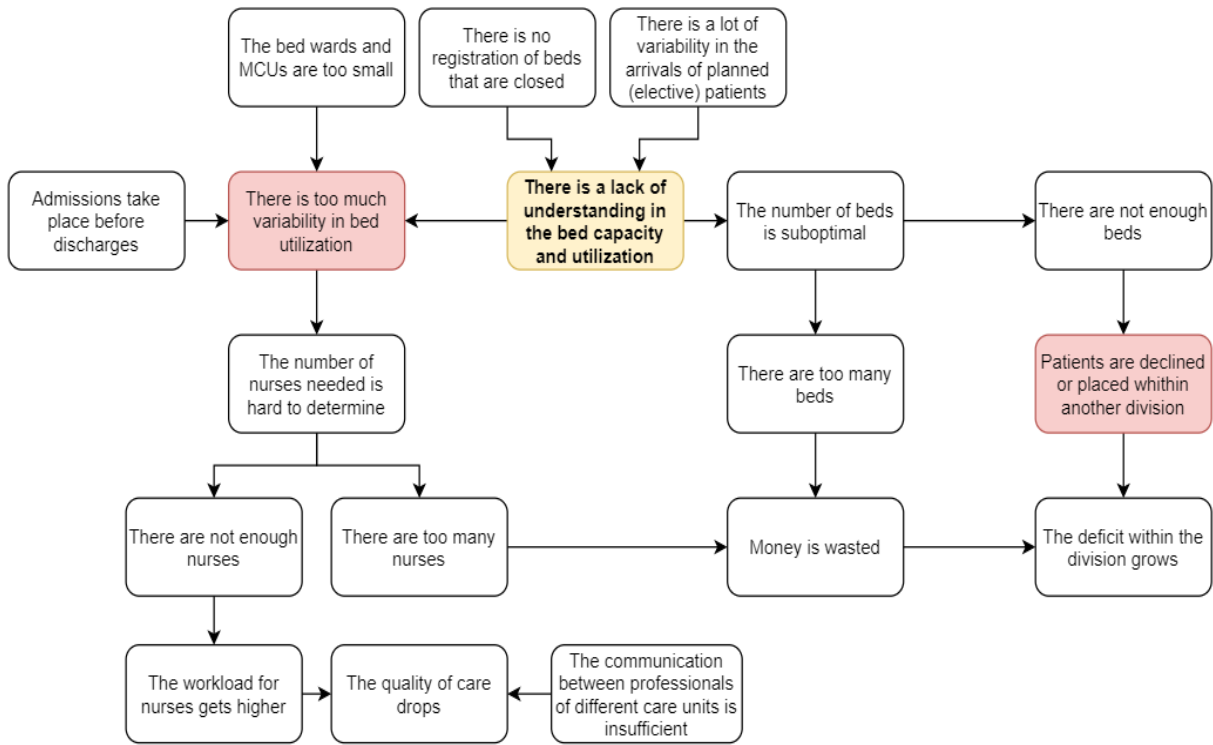 The bed wards and
MCUs are too small
There is no
registration of beds
that are closed
There is a lot of
variability in the
arrivals of planned
(elective) patients
Admissions take
place before
discharges
There is too much
variability in bed
utilization
There is a lack of
understanding in
the bed capacity
and utilization
The number of beds
is suboptimal
There are not enough
beds
The number of
nurses needed is
hard to determine
There are too many
beds
Patients are declined
or placed whithin
another division
There are not enough
nurses
There are too many
nurses
Money is wasted
The deficit within the
division grows
The workload for
nurses gets higher
The quality of care
drops
The communication
between professionals
of different care units is
insufficient